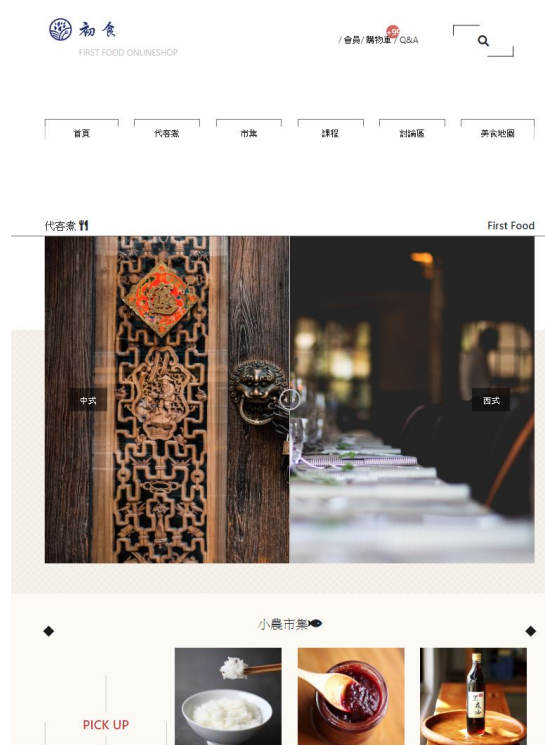 初食
FIRST FOOD ONLINESHOP
/ 會員/ 購物車 / Q&A
+99
首頁 代客煮 市集 課程 討論區 美食地圖
代客煮 First Food
中式 西式
小農市集
PICK UP